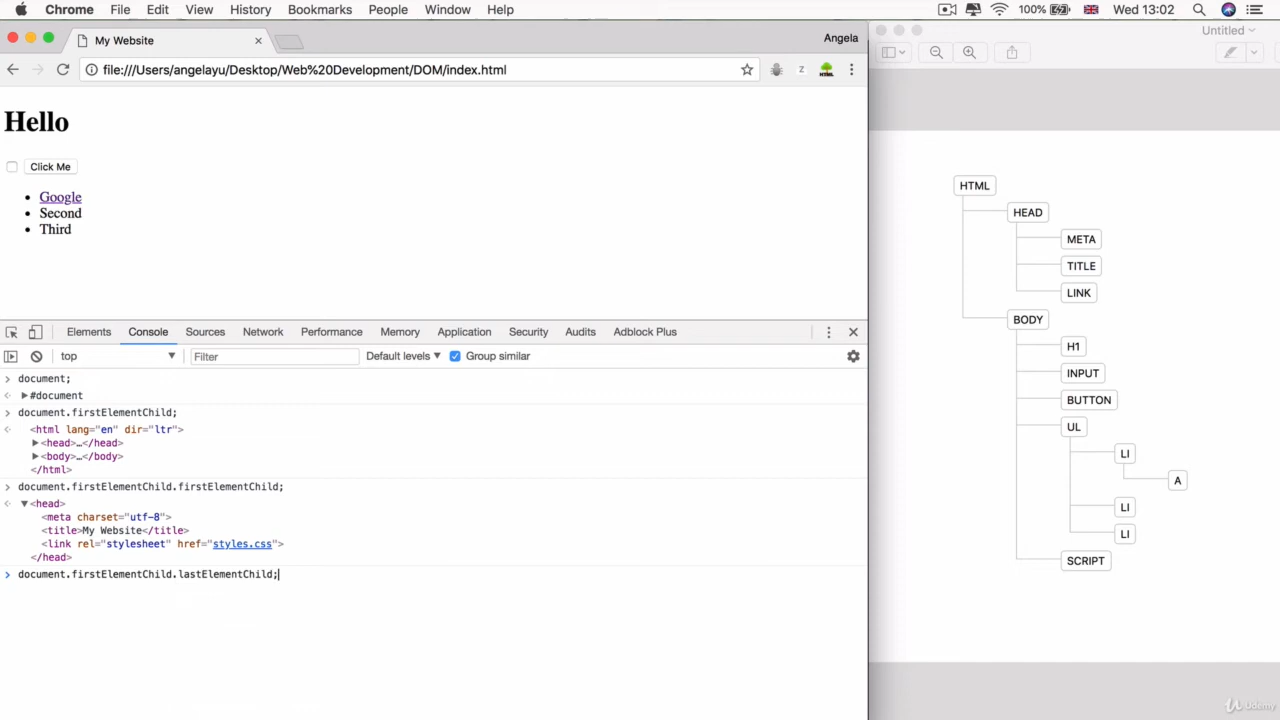 Chrome File Edit View History Bookmarks People Window Help 100% Wed 13:02
My Website Angela
file:///Users/angelayu/Desktop/Web%20Development/DOM/index.html Z HTML
Hello
Click Me
Google
Second
Third
Elements Console Sources Network Performance Memory Application Security Audits Adblock Plus
top Filter Default levels Group similar
document;
#document
document.firstElementChild;
<html lang="en" dir="ltr">
<head>…</head>
<body>…</body>
</html>
document.firstElementChild.firstElementChild;
<head>
<meta charset="utf-8">
<title>My Website</title>
<link rel="stylesheet" href="styles.css">
</head>
document.firstElementChild.lastElementChild;
Untitled
HTML
HEAD
META
TITLE
LINK
BODY
H1
INPUT
BUTTON
UL
LI
A
LI
LI
SCRIPT
Udemy